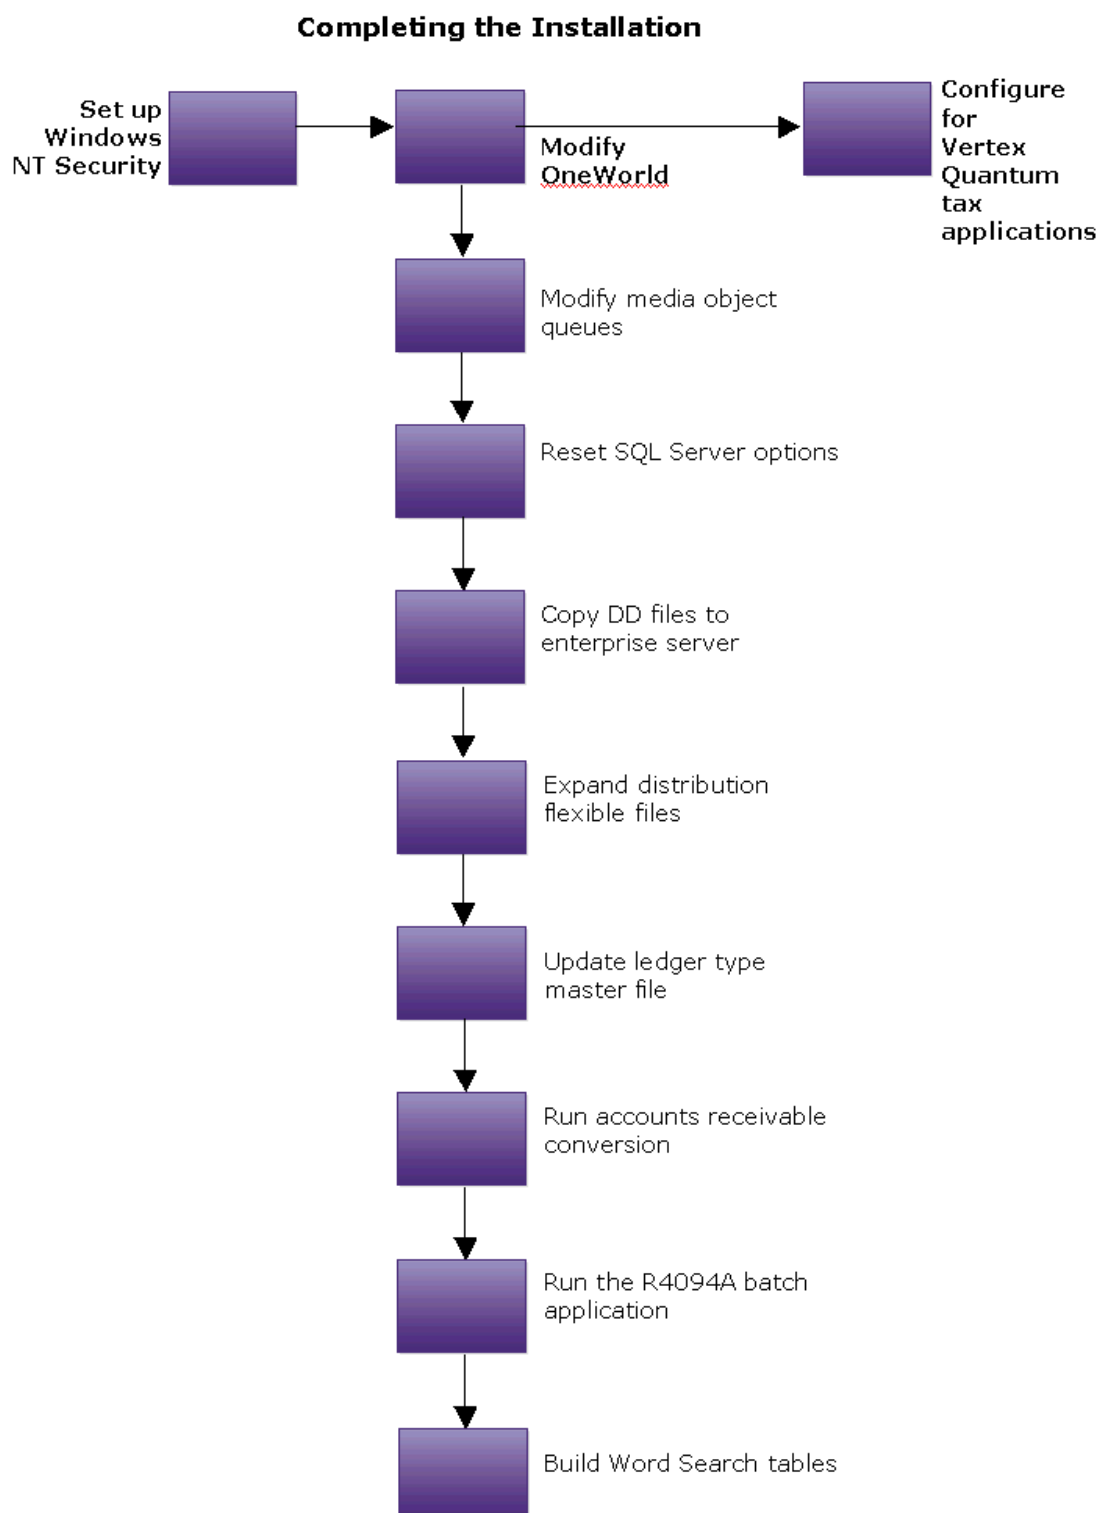 Completing the Installation
Set up
Windows
NT Security
Modify
OneWorld
Configure
for
Vertex
Quantum
tax
applications
Modify media object
queues
Reset SQL Server options
Copy DD files to
enterprise server
Expand distribution
flexible files
Update ledger type
master file
Run accounts receivable
conversion
Run the R4094A batch
application
Build Word Search tables